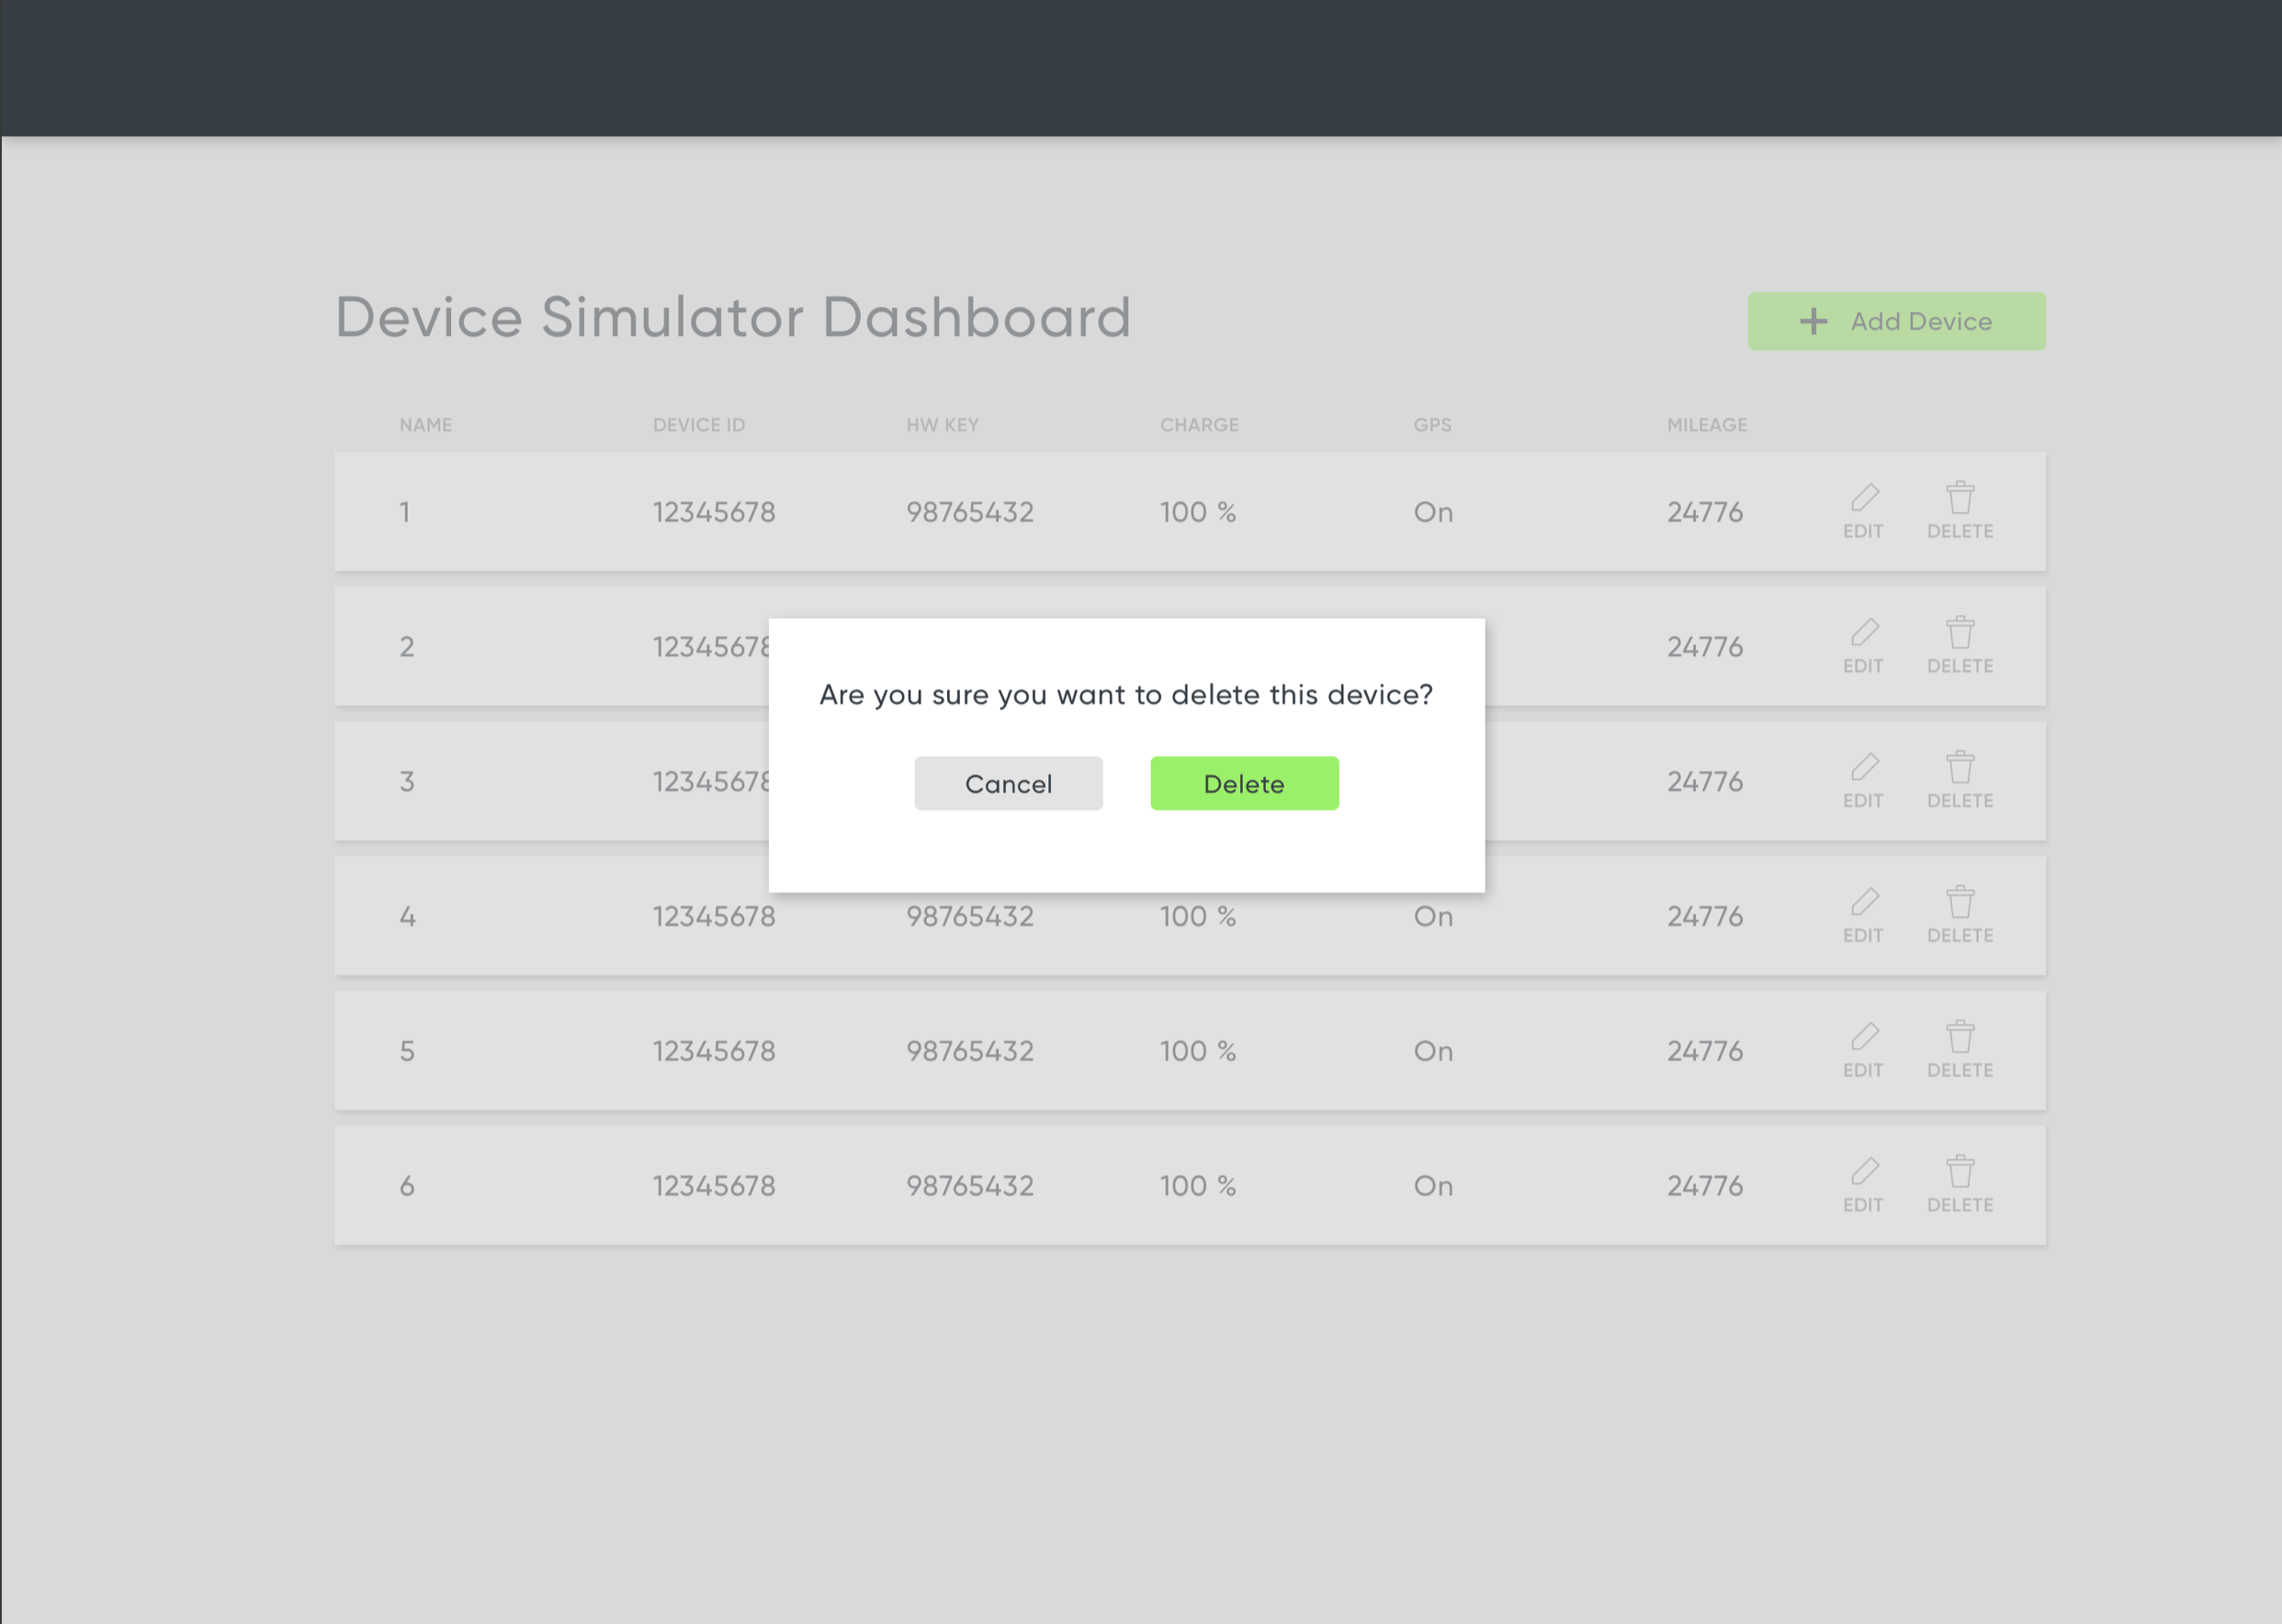 Device Simulator Dashboard
+ Add Device
NAME DEVICE ID HW KEY CHARGE GPS MILEAGE
1 12345678 98765432 100 % On 24776 EDIT DELETE
2 1234567 24776 EDIT DELETE
Are you sure you want to delete this device?
3 1234567 24776 EDIT DELETE
Cancel Delete
4 12345678 98765432 100 % On 24776 EDIT DELETE
5 12345678 98765432 100 % On 24776 EDIT DELETE
6 12345678 98765432 100 % On 24776 EDIT DELETE